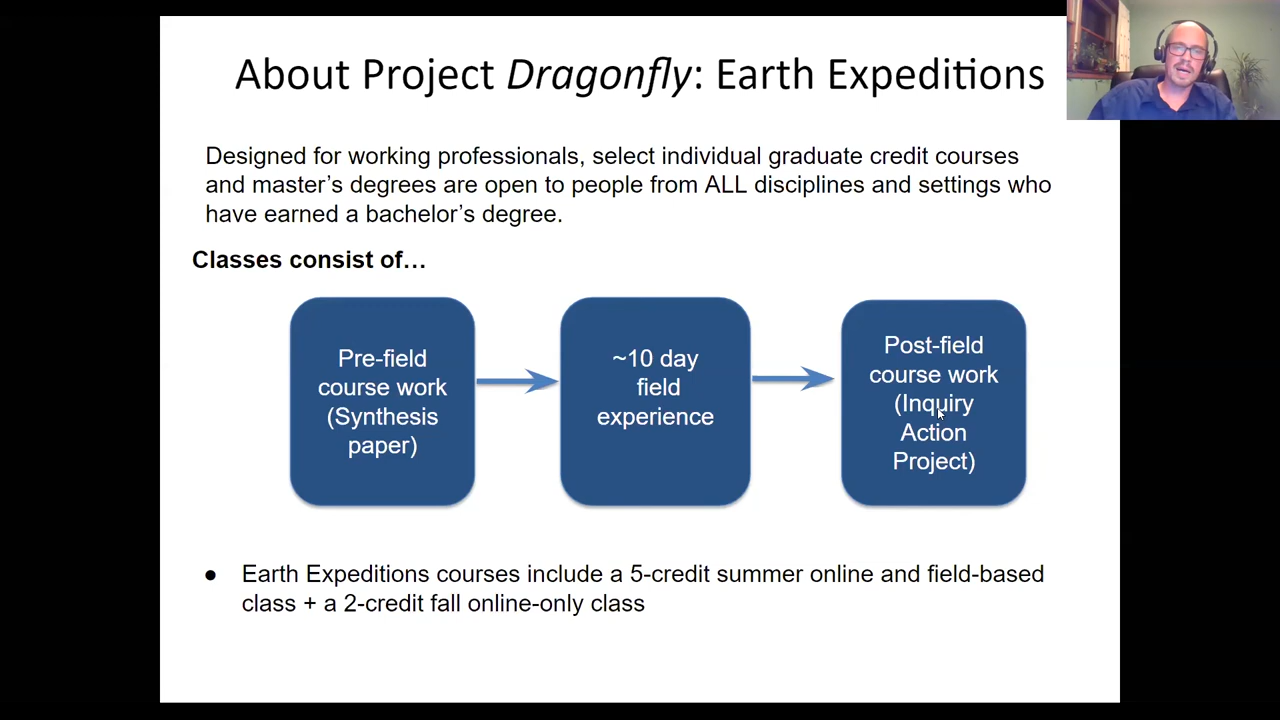 About Project Dragonfly: Earth Expeditions
Designed for working professionals, select individual graduate credit courses
and master’s degrees are open to people from ALL disciplines and settings who
have earned a bachelor’s degree.
Classes consist of…
Pre-field
course work
(Synthesis
paper)
~10 day
field
experience
Post-field
course work
(Inquiry
Action
Project)
● Earth Expeditions courses include a 5-credit summer online and field-based
class + a 2-credit fall online-only class